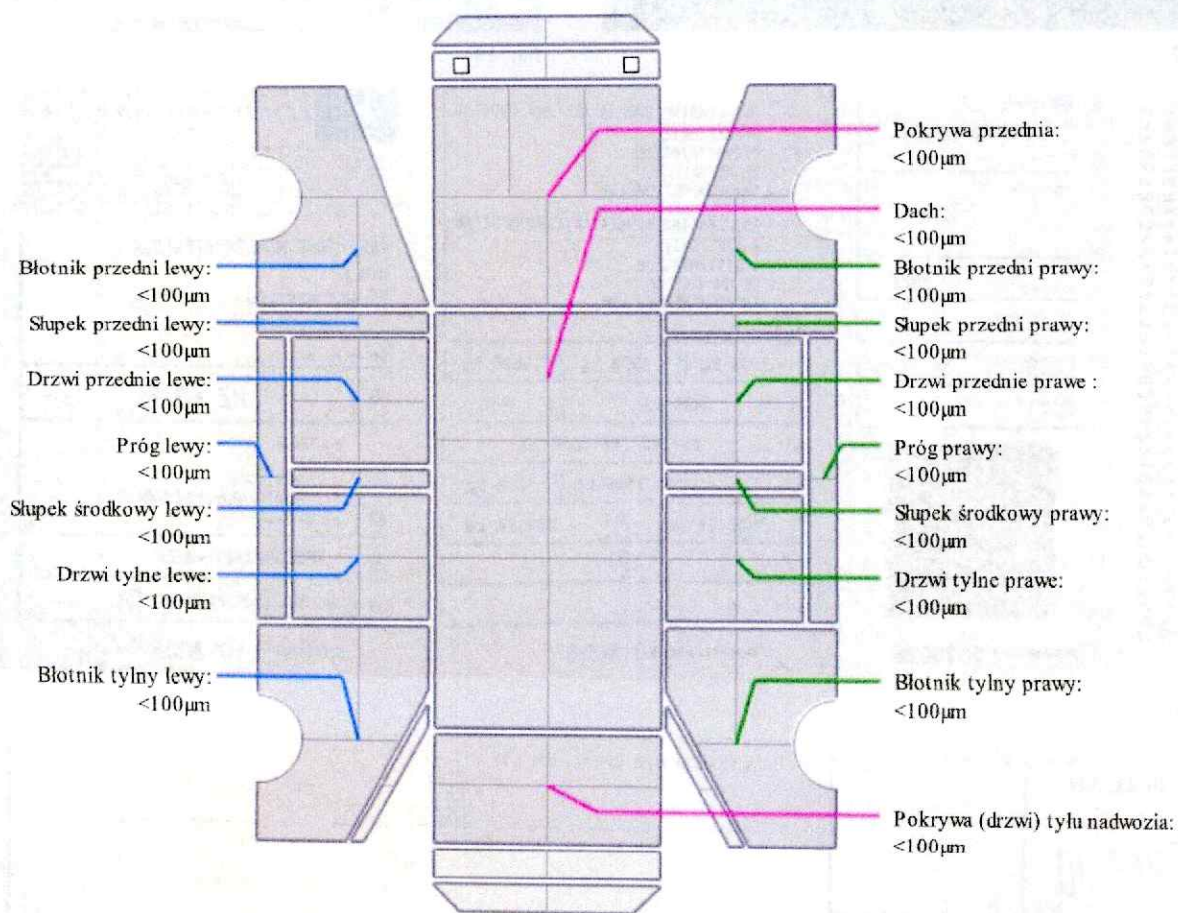 Pokrywa przednia:
<100μm
Dach:
<100μm
Błotnik przedni lewy:
<100μm
Słupek przedni lewy:
<100μm
Drzwi przednie lewe:
<100μm
Próg lewy:
<100μm
Słupek środkowy lewy:
<100μm
Drzwi tylne lewe:
<100μm
Błotnik tylny lewy:
<100μm
Błotnik przedni prawy:
<100μm
Słupek przedni prawy:
<100μm
Drzwi przednie prawe :
<100μm
Próg prawy:
<100μm
Słupek środkowy prawy:
<100μm
Drzwi tylne prawe:
<100μm
Błotnik tylny prawy:
<100μm
Pokrywa (drzwi) tyłu nadwozia:
<100μm